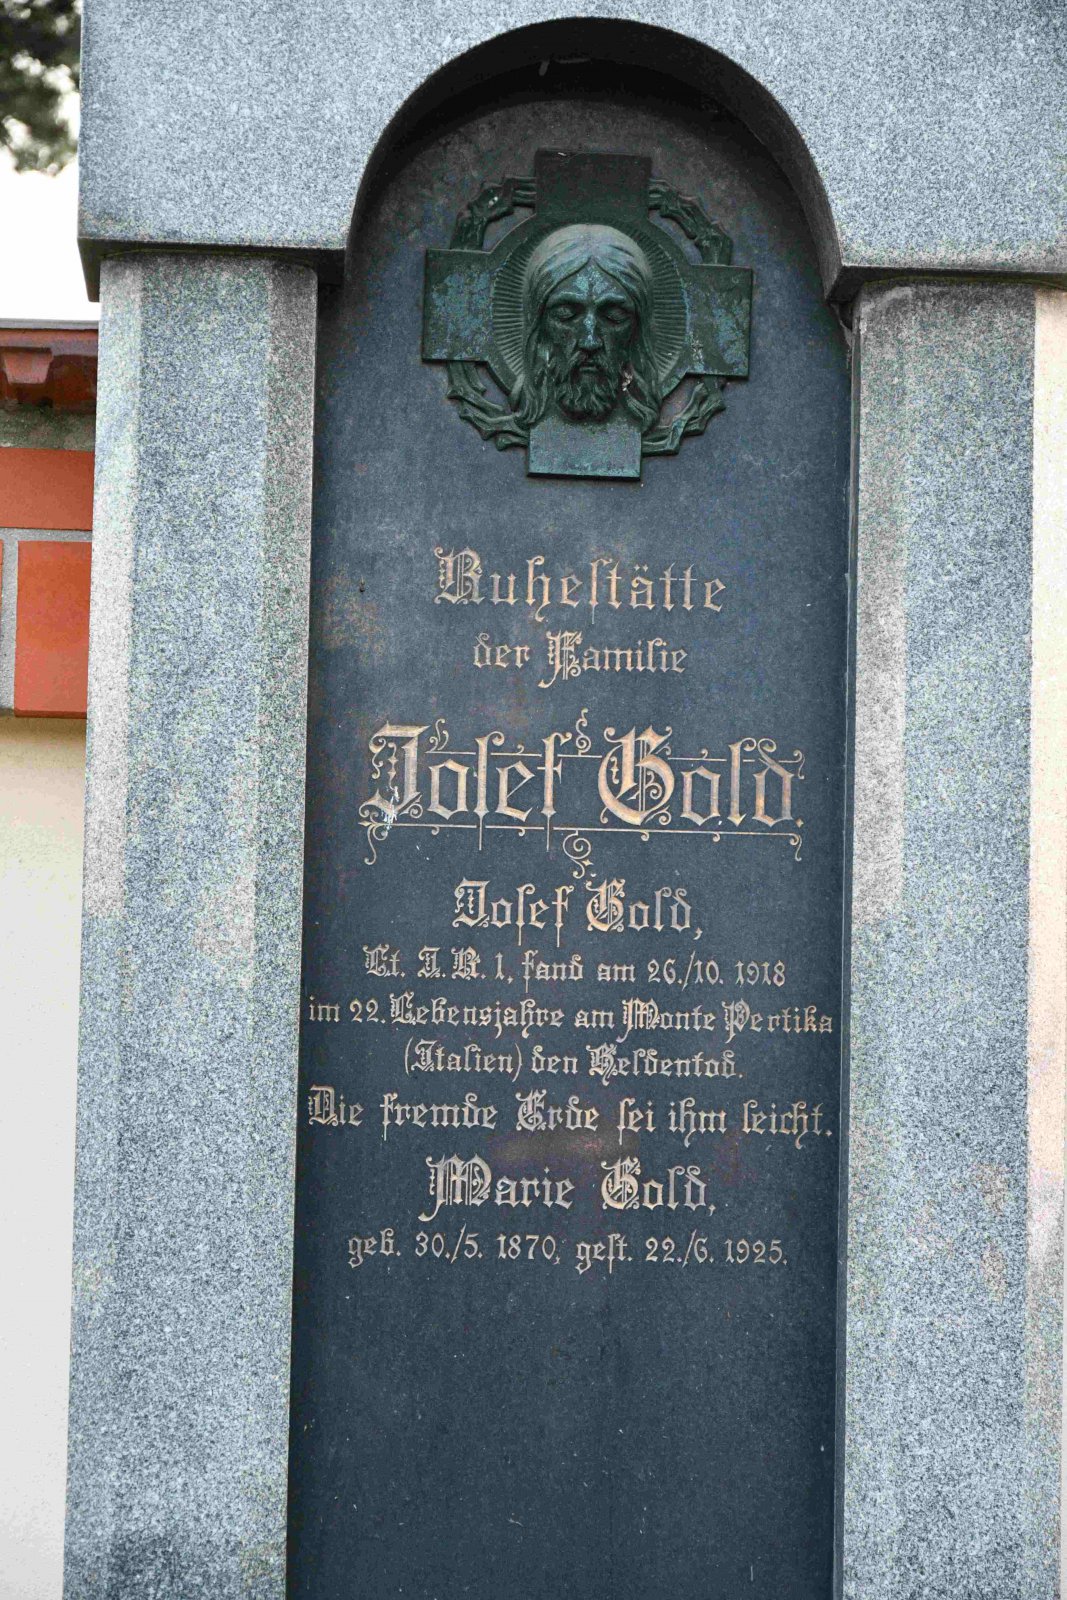 Ruhestätte
der Familie
Josef Gold.
Josef Gold,
Lt. I. R. 1, fand am 26./10. 1918
im 22. Lebensjahre am Monte Pertika
(Italien) den Heldentod.
Die fremde Erde sei ihm leicht.
Marie Gold,
geb. 30./5. 1870, gest. 22./6. 1925.